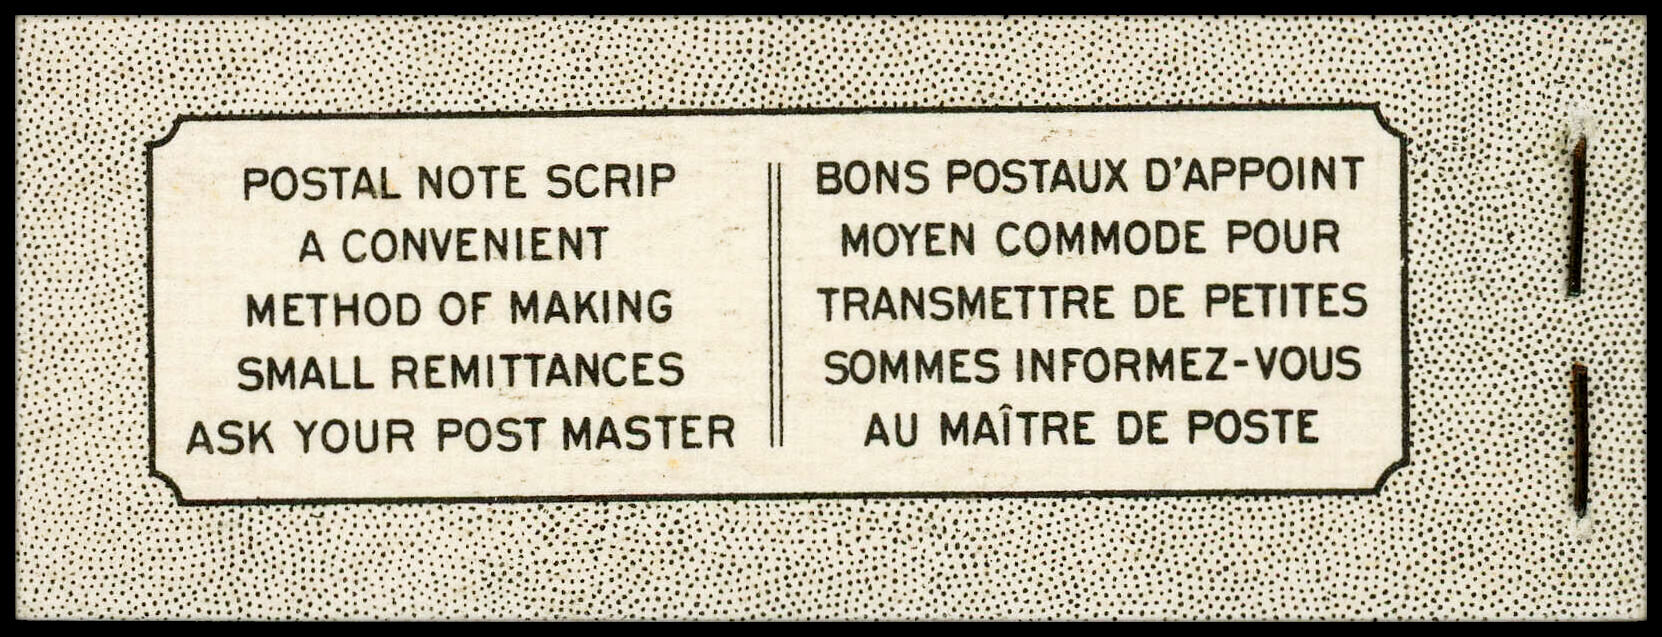 POSTAL NOTE SCRIP
A CONVENIENT
METHOD OF MAKING
SMALL REMITTANCES
ASK YOUR POST MASTER
BONS POSTAUX D'APPOINT
MOYEN COMMODE POUR
TRANSMETTRE DE PETITES
SOMMES INFORMEZ-VOUS
AU MAÎTRE DE POSTE